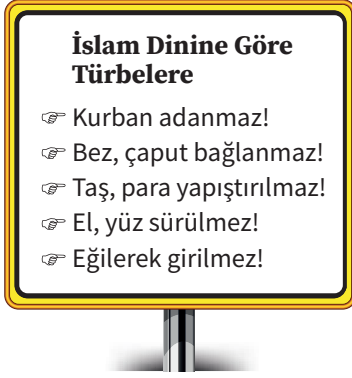 İslam Dinine Göre
Türbelere
☞ Kurban adanmaz!
☞ Bez, çaput bağlanmaz!
☞ Taş, para yapıştırılmaz!
☞ El, yüz sürülmez!
☞ Eğilerek girilmez!